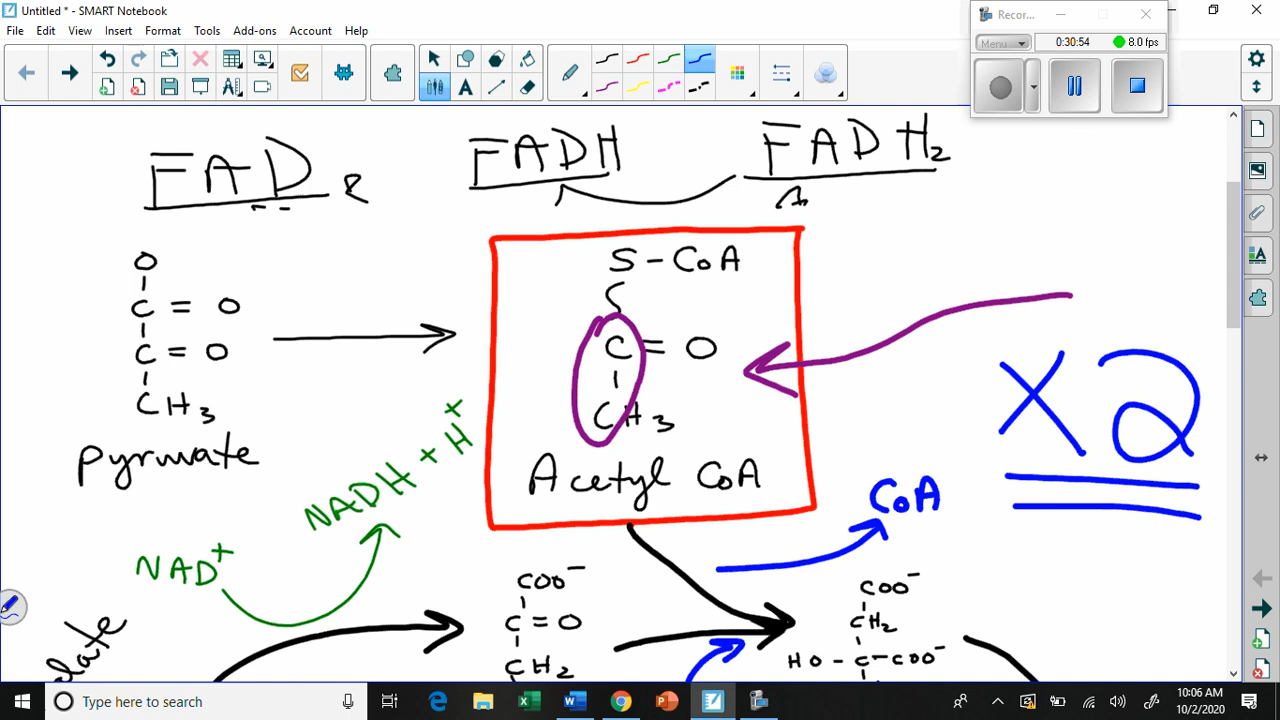 Untitled * - SMART Notebook
File Edit View Insert Format Tools Add-ons Account Help
Recor...
Menu 0:30:54 8.0 fps
FAD FADH FADH2
O
C = O
C = O
CH3
pyruvate
S - CoA
C = O
CH3
Acetyl CoA
X2
NAD+
NADH + H+
CoA
COO-
C = O
CH2
COO-
CH2
HO - C - COO-
Type here to search
10:06 AM
10/2/2020